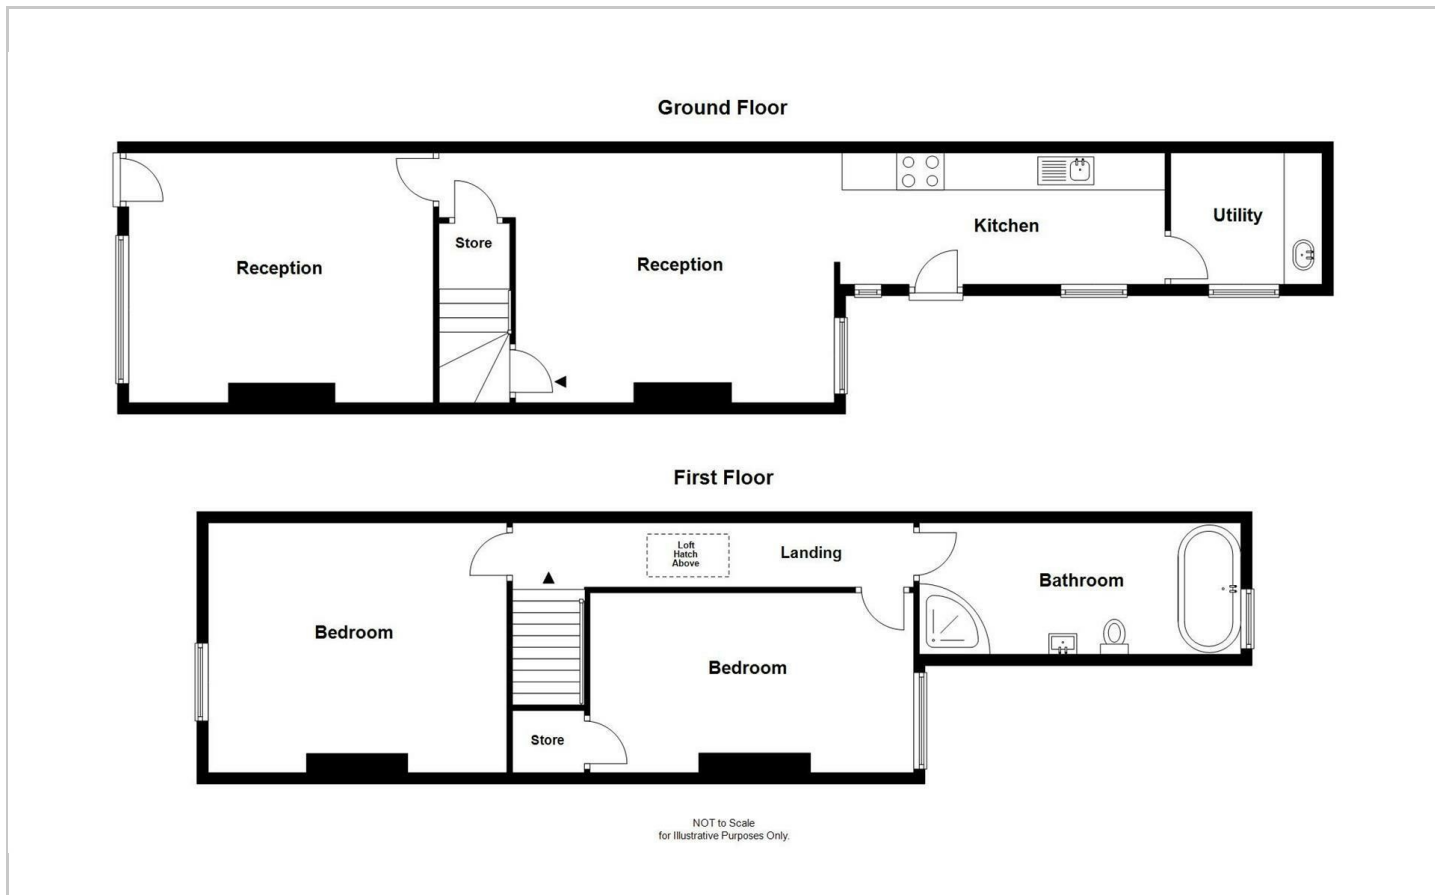 Ground Floor
Reception
Store
Reception
Kitchen
Utility
First Floor
Bedroom
Loft
Hatch
Above
Landing
Bathroom
Bedroom
Store
NOT to Scale
for Illustrative Purposes Only.